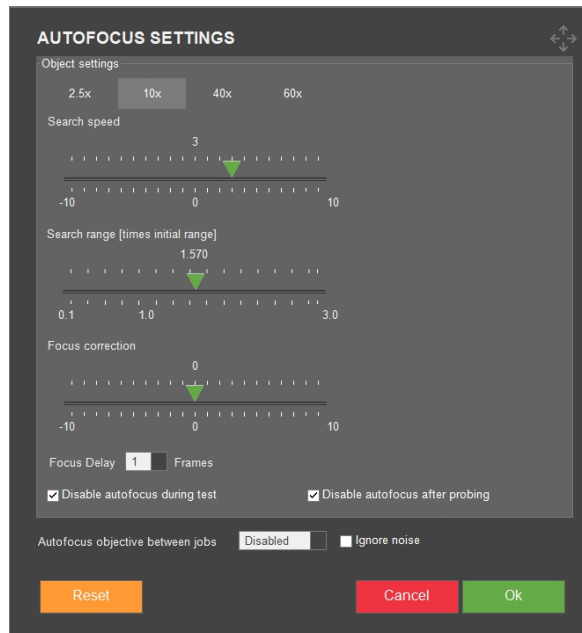 AUTOFOCUS SETTINGS
Object settings
2.5x 10x 40x 60x
Search speed
3
-10 0 10
Search range [times initial range]
1.570
0.1 1.0 3.0
Focus correction
0
-10 0 10
Focus Delay 1 Frames
Disable autofocus during test Disable autofocus after probing
Autofocus objective between jobs Disabled Ignore noise
Reset Cancel Ok